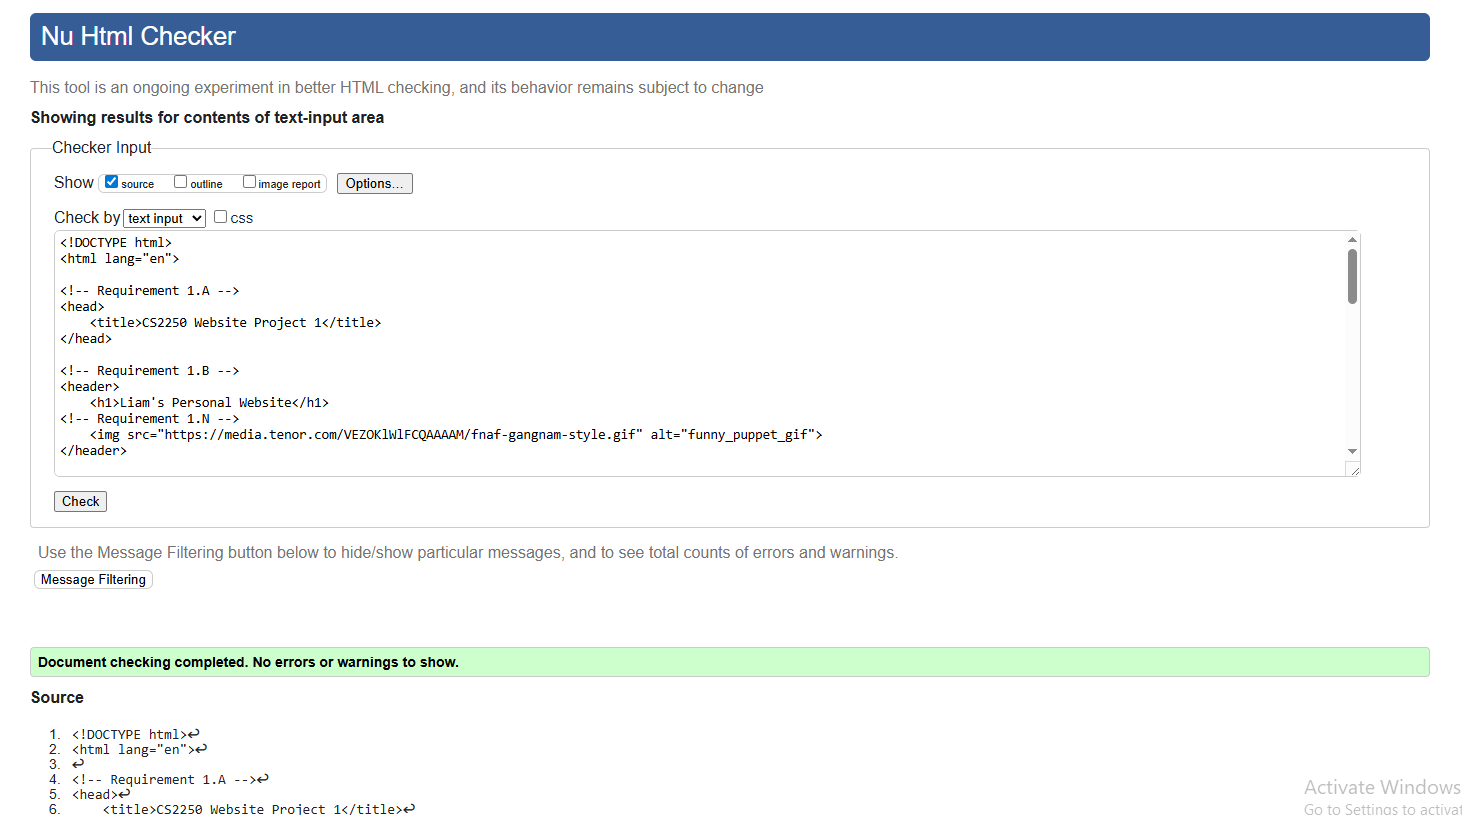 Nu Html Checker
This tool is an ongoing experiment in better HTML checking, and its behavior remains subject to change
Showing results for contents of text-input area
Checker Input
Show source outline image report Options...
Check by text input css
<!DOCTYPE html>
<html lang="en">
<!-- Requirement 1.A -->
<head>
<title>CS2250 Website Project 1</title>
</head>
<!-- Requirement 1.B -->
<header>
<h1>Liam's Personal Website</h1>
<!-- Requirement 1.N -->
<img src="https://media.tenor.com/VEZOKlWlFCQAAAAM/fnaf-gangnam-style.gif" alt="funny_puppet_gif">
</header>
Check
Use the Message Filtering button below to hide/show particular messages, and to see total counts of errors and warnings.
Message Filtering
Document checking completed. No errors or warnings to show.
Source
1. <!DOCTYPE html>↩
2. <html lang="en">↩
3. ↩
4. <!-- Requirement 1.A -->↩
5. <head>↩
6. <title>CS2250 Website Project 1</title>↩
Activate Windows
Go to Settings to activat